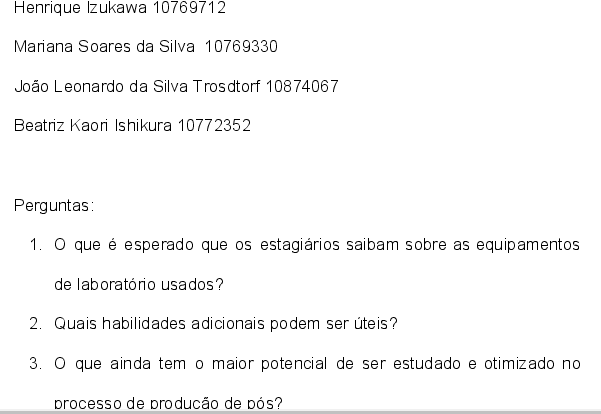 Henrique Izukawa 10769712
Mariana Soares da Silva 10769330
João Leonardo da Silva Trosdtorf 10874067
Beatriz Kaori Ishikura 10772352
Perguntas:
1. O que é esperado que os estagiários saibam sobre as equipamentos
de laboratório usados?
2. Quais habilidades adicionais podem ser úteis?
3. O que ainda tem o maior potencial de ser estudado e otimizado no
processo de produção de pós?